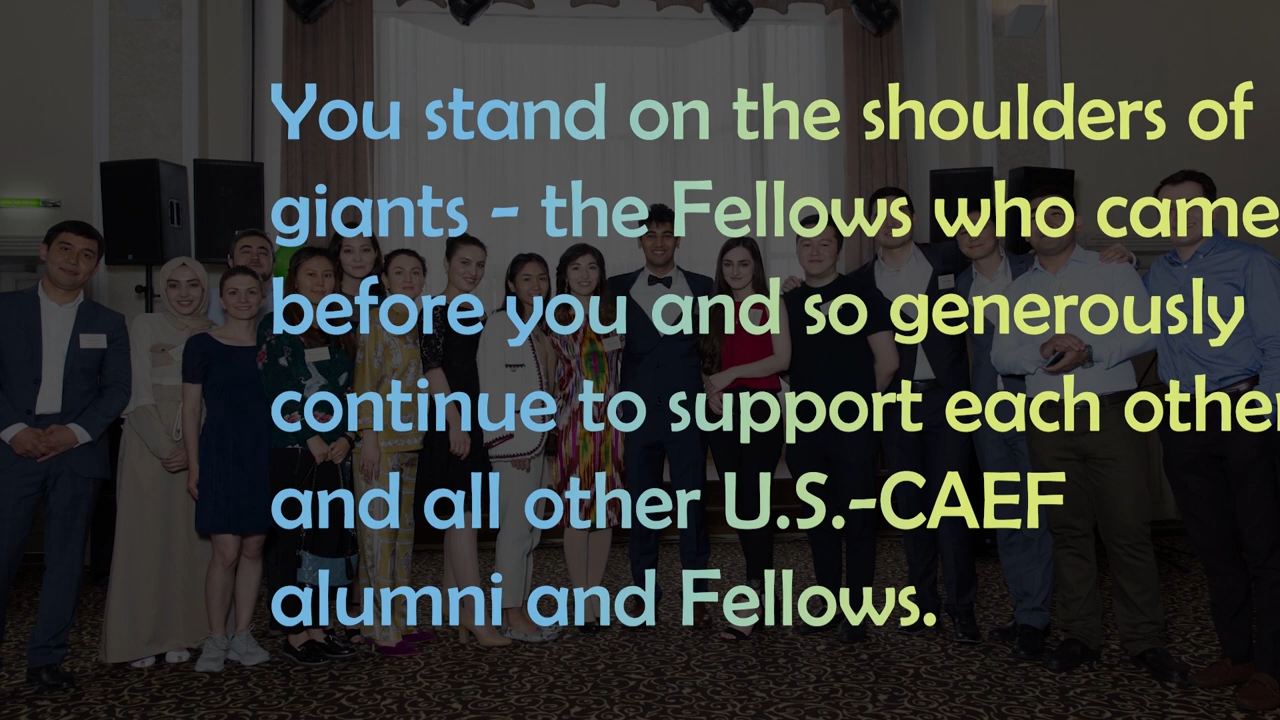 You stand on the shoulders of
giants - the Fellows who came
before you and so generously
continue to support each other
and all other U.S.-CAEF
alumni and Fellows.